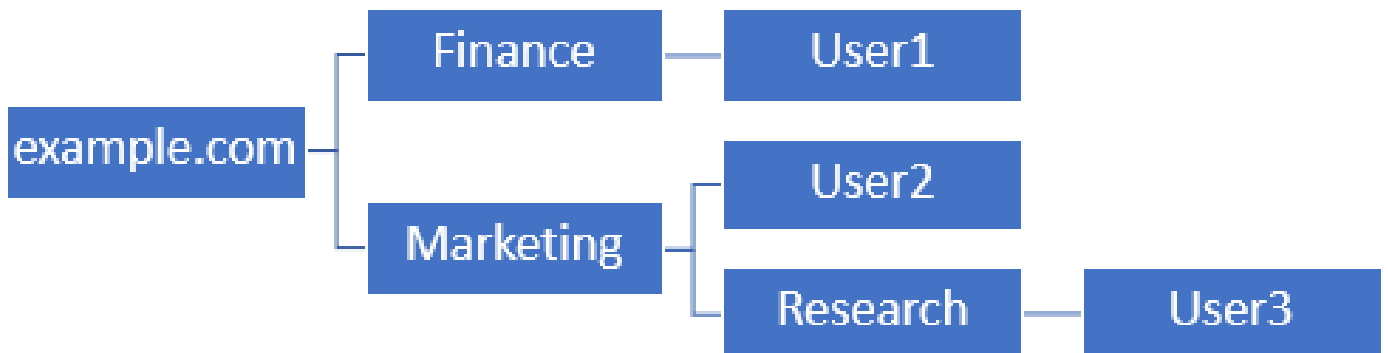 example.com
Finance
User1
Marketing
User2
Research
User3